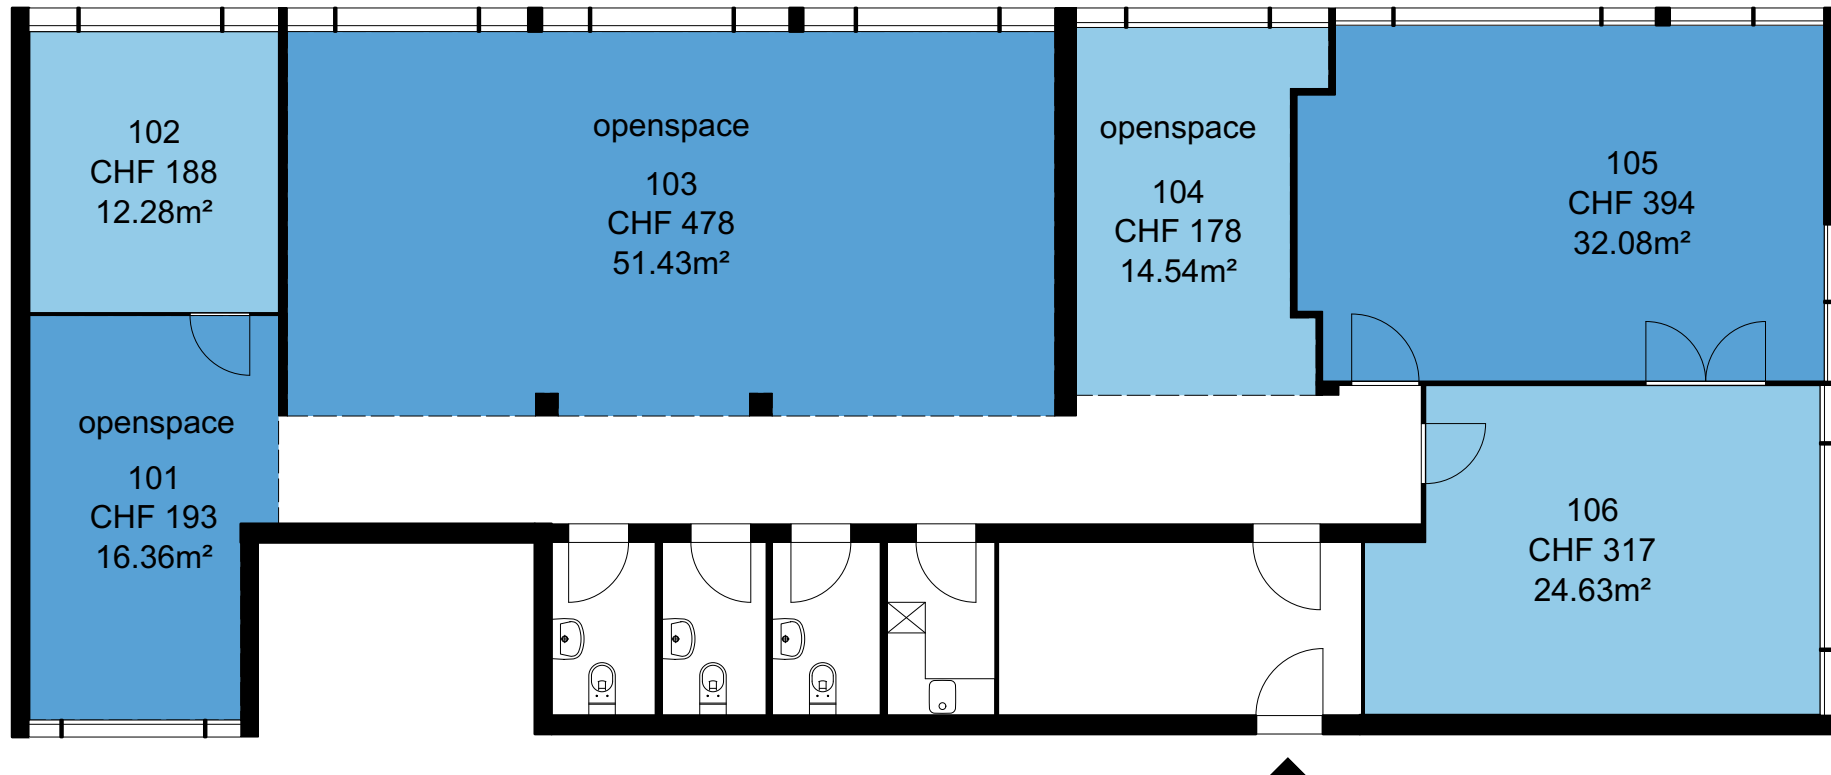 102
CHF 188
12.28m²
openspace
103
CHF 478
51.43m²
openspace
104
CHF 178
14.54m²
105
CHF 394
32.08m²
openspace
101
CHF 193
16.36m²
106
CHF 317
24.63m²